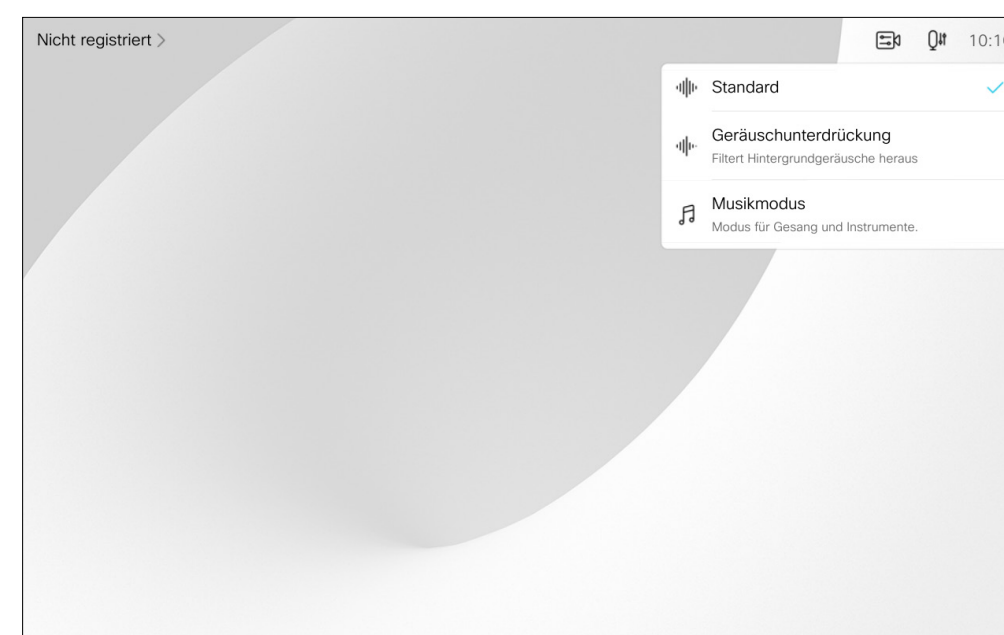 Nicht registriert
Standard
Geräuschunterdrückung
Filtert Hintergrundgeräusche heraus
Musikmodus
Modus für Gesang und Instrumente.